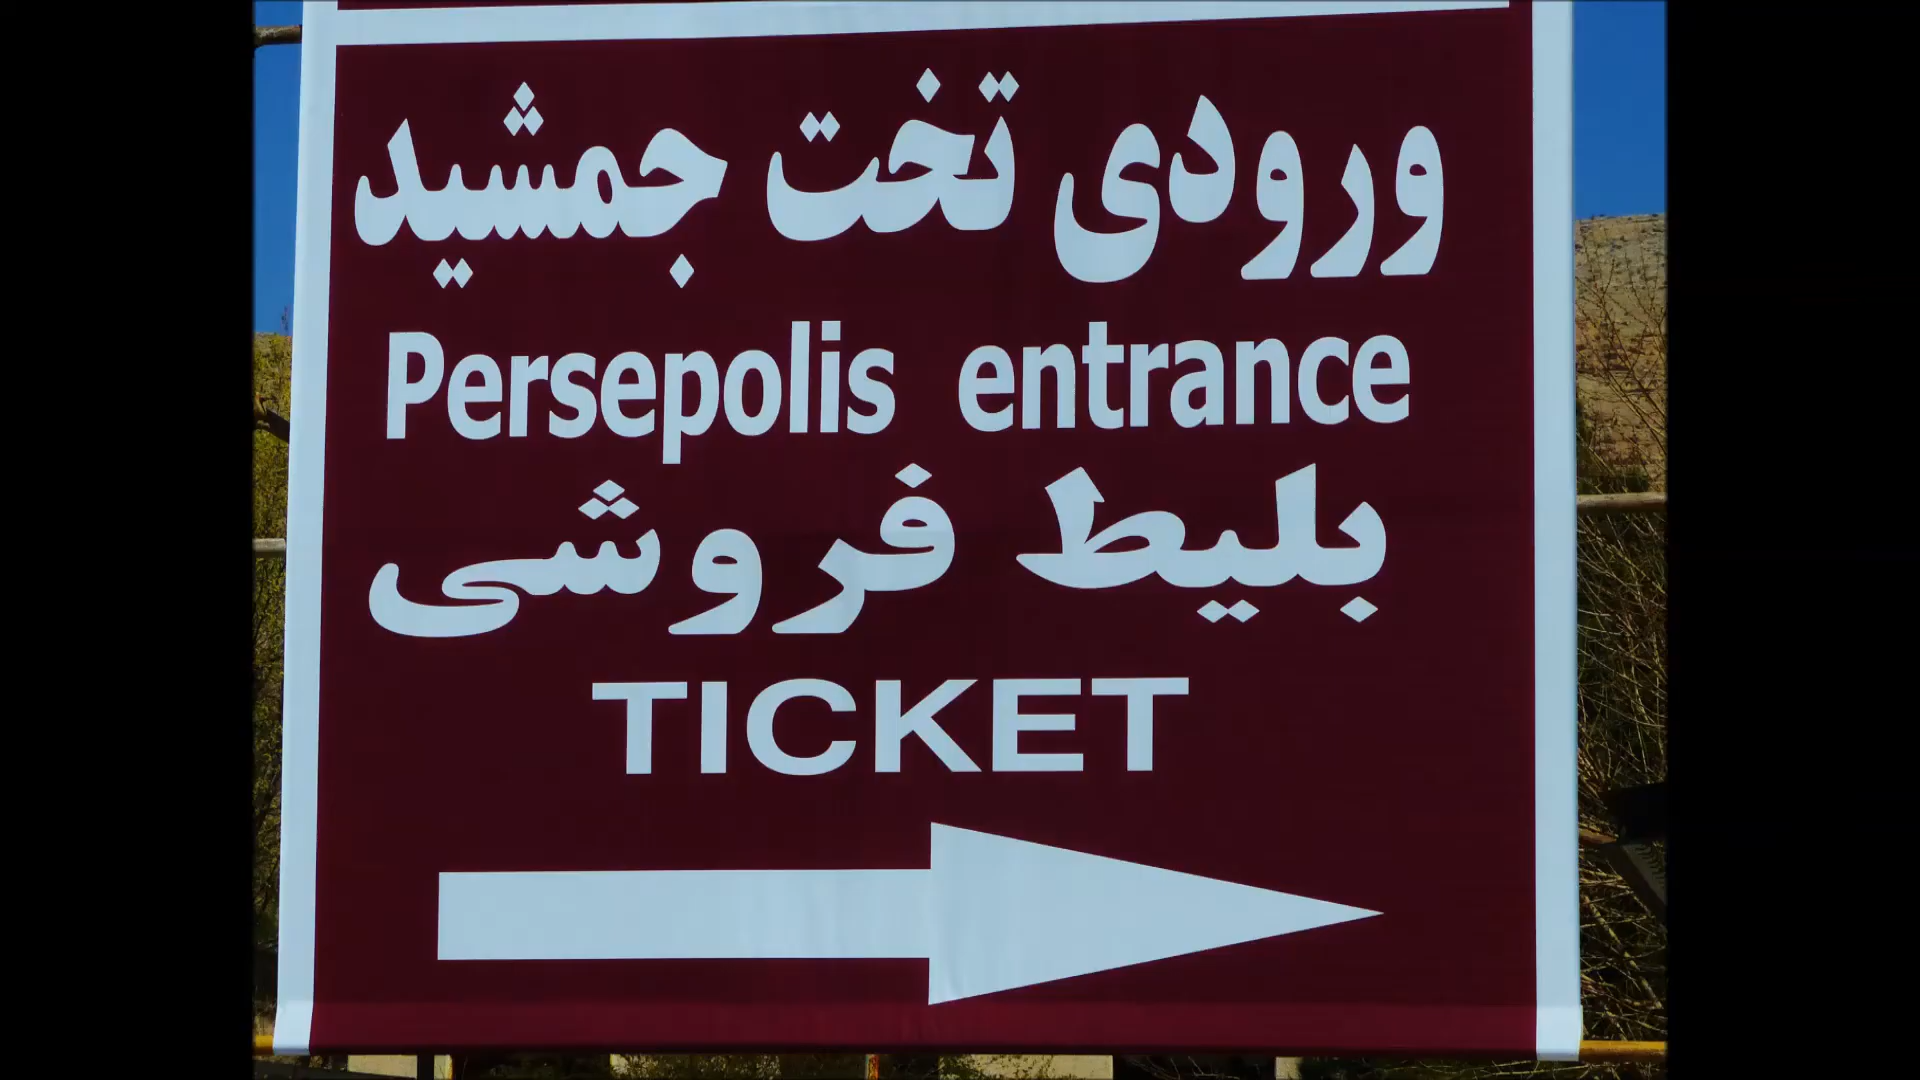 ورودی تخت جمشید
Persepolis entrance
بلیط فروشی
TICKET